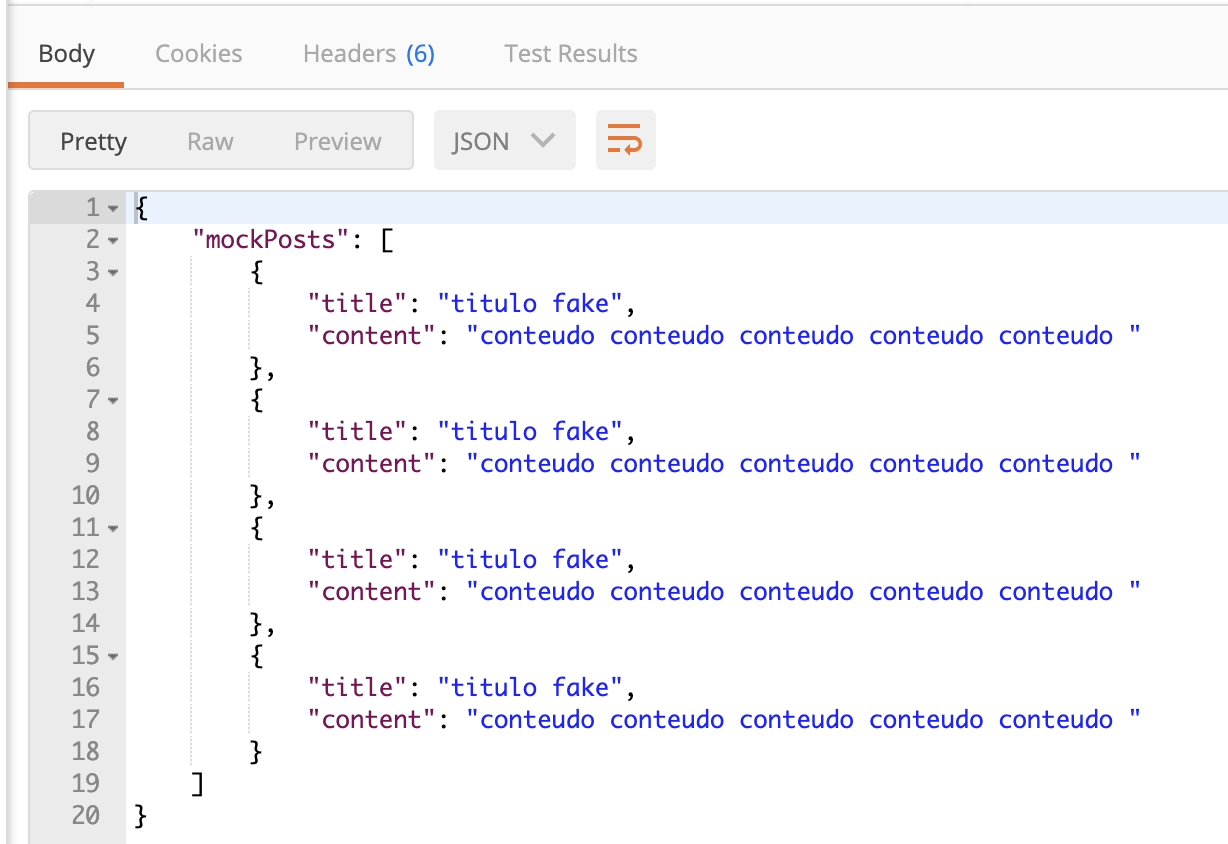 Body Cookies Headers (6) Test Results
Pretty Raw Preview JSON
1 {
2 "mockPosts": [
3 {
4 "title": "titulo fake",
5 "content": "conteudo conteudo conteudo conteudo conteudo "
6 },
7 {
8 "title": "titulo fake",
9 "content": "conteudo conteudo conteudo conteudo conteudo "
10 },
11 {
12 "title": "titulo fake",
13 "content": "conteudo conteudo conteudo conteudo conteudo "
14 },
15 {
16 "title": "titulo fake",
17 "content": "conteudo conteudo conteudo conteudo conteudo "
18 }
19 ]
20 }